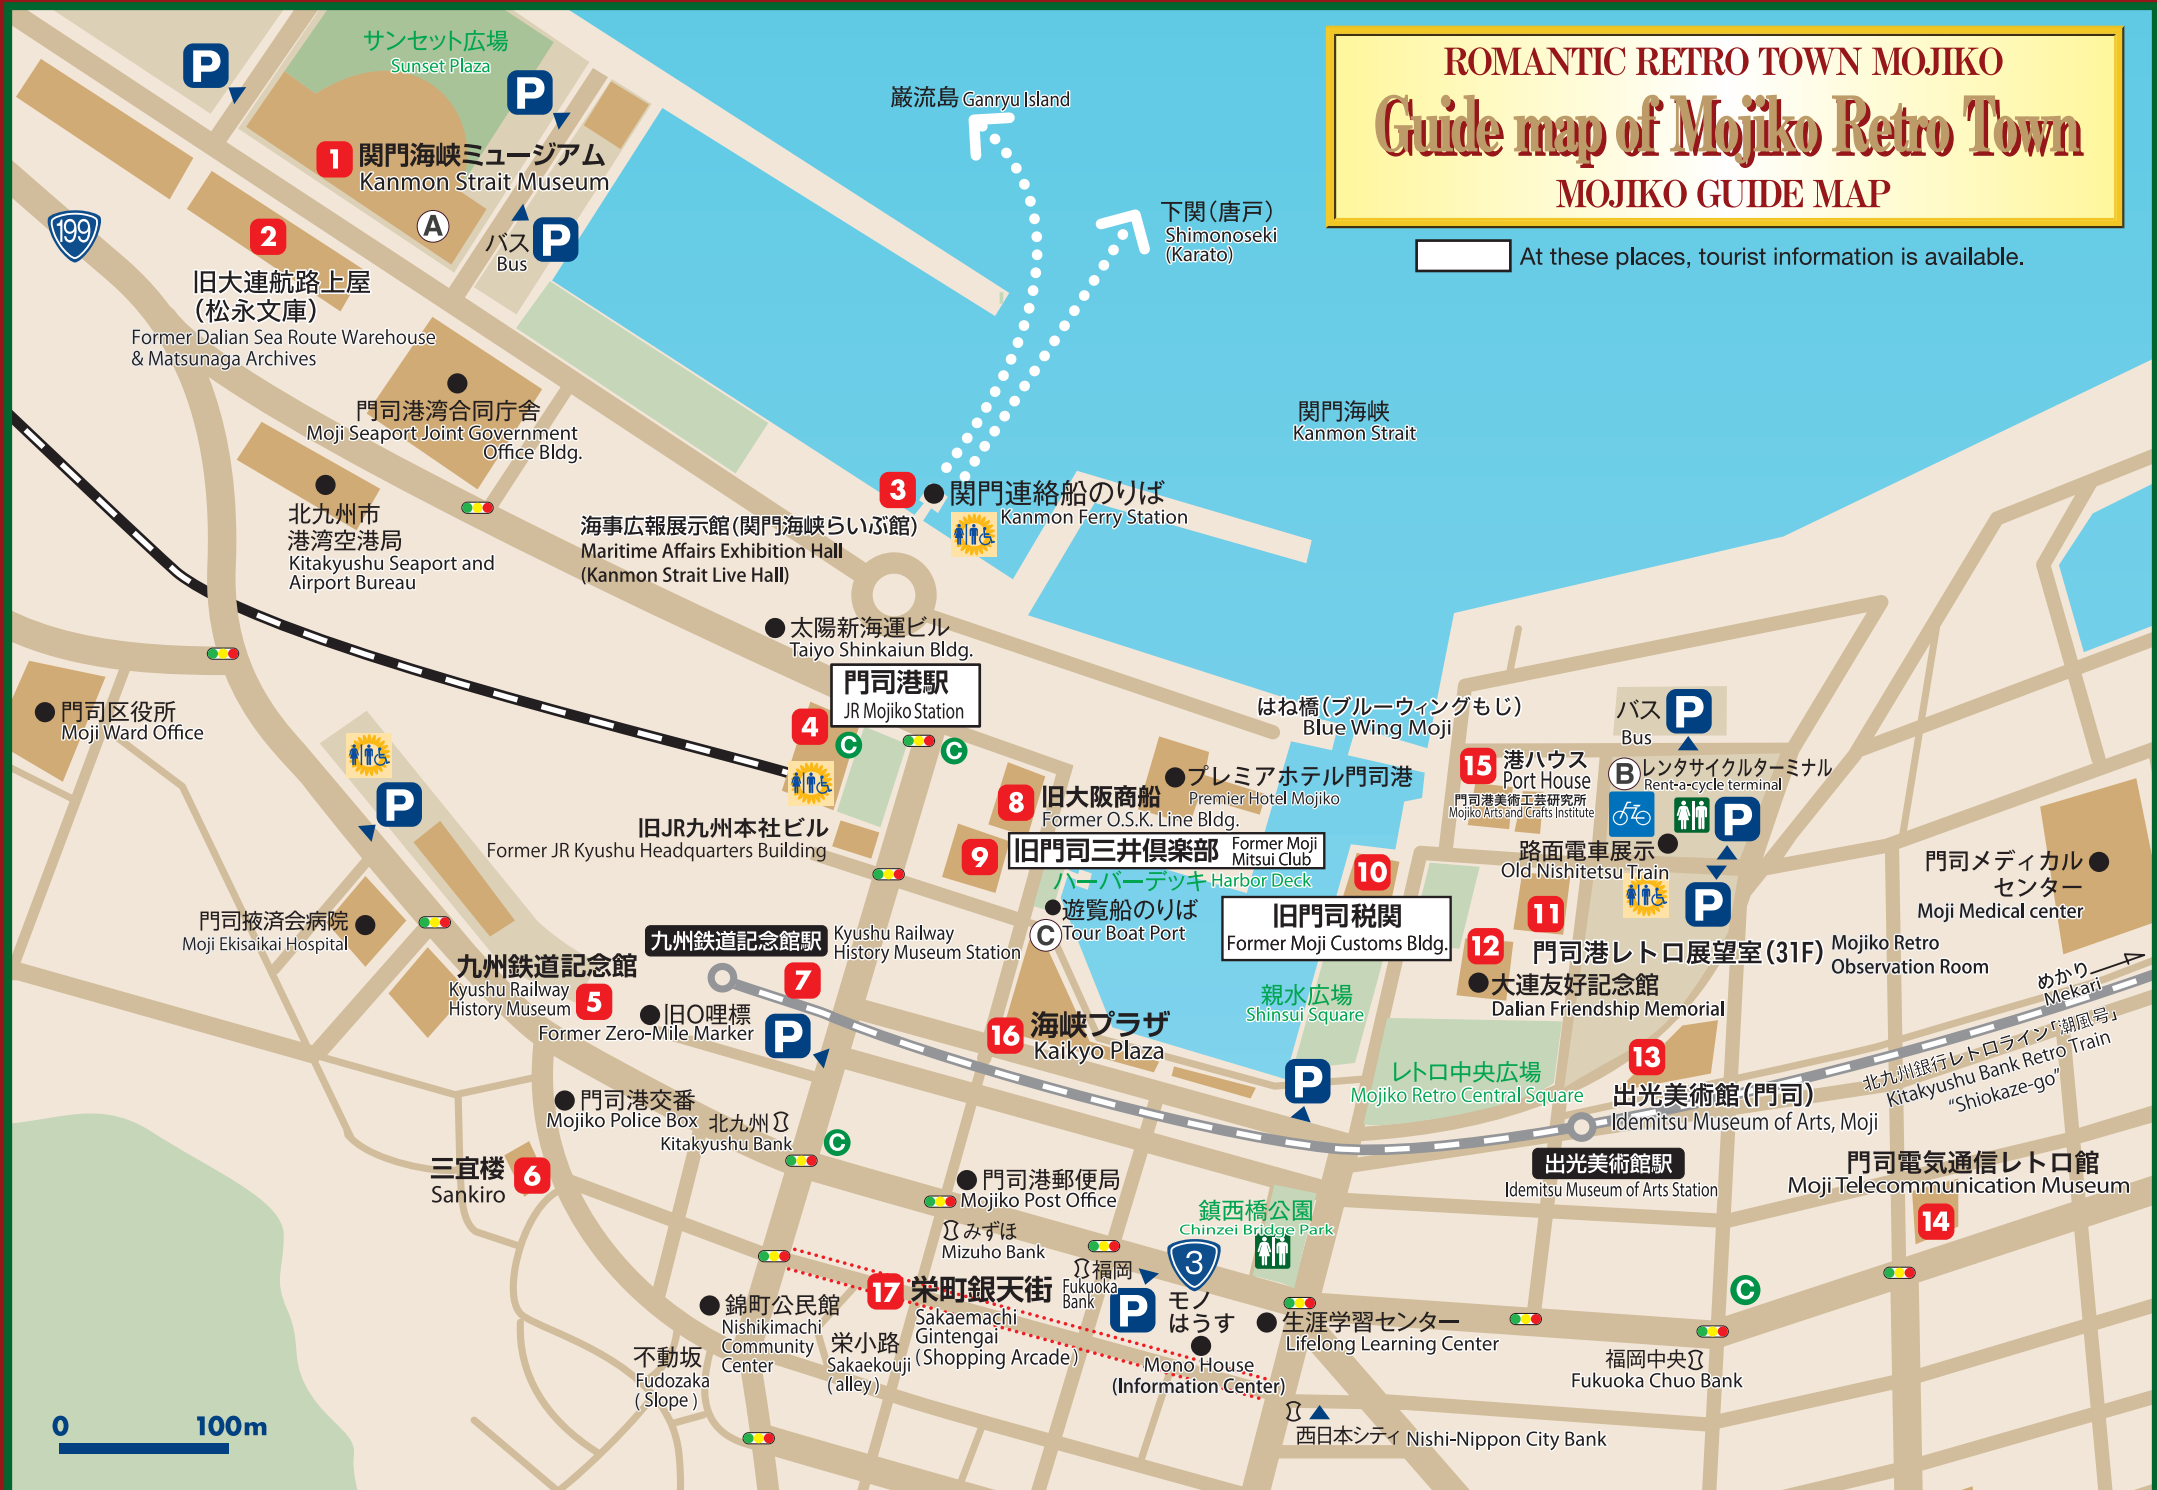 ROMANTIC RETRO TOWN MOJIKO
Guide map of Mojiko Retro Town
MOJIKO GUIDE MAP
At these places, tourist information is available.
P
サンセット広場
Sunset Plaza
P
1
関門海峡ミュージアム
Kanmon Strait Museum
A
バス
Bus
P
199
2
旧大連航路上屋
(松永文庫)
Former Dalian Sea Route Warehouse
& Matsunaga Archives
巌流島 Ganryu Island
下関(唐戸)
Shimonoseki
(Karato)
関門海峡
Kanmon Strait
門司港湾合同庁舎
Moji Seaport Joint Government
Office Bldg.
北九州市
港湾空港局
Kitakyushu Seaport and
Airport Bureau
3
関門連絡船のりば
Kanmon Ferry Station
海事広報展示館(関門海峡らいぶ館)
Maritime Affairs Exhibition Hall
(Kanmon Strait Live Hall)
太陽新海運ビル
Taiyo Shinkaiun Bldg.
門司港駅
JR Mojiko Station
4
C
C
門司区役所
Moji Ward Office
P
はね橋(ブルーウィングもじ)
Blue Wing Moji
プレミアホテル門司港
Premier Hotel Mojiko
8
旧大阪商船
Former O.S.K. Line Bldg.
9
旧門司三井倶楽部
Former Moji
Mitsui Club
旧JR九州本社ビル
Former JR Kyushu Headquarters Building
ハーバーデッキ Harbor Deck
遊覧船のりば
C
Tour Boat Port
10
旧門司税関
Former Moji Customs Bldg.
15
港ハウス
Port House
門司港美術工芸研究所
Mojiko Arts and Crafts Institute
バス
Bus
P
B
レンタサイクルターミナル
Rent-a-cycle terminal
P
路面電車展示
Old Nishitetsu Train
P
11
門司港レトロ展望室(31F)
Mojiko Retro
Observation Room
12
大連友好記念館
Dalian Friendship Memorial
門司メディカル
センター
Moji Medical center
めかり
Mekari
北九州銀行レトロライン「潮風号」
Kitakyushu Bank Retro Train
"Shiokaze-go"
門司掖済会病院
Moji Ekisaikai Hospital
九州鉄道記念館
Kyushu Railway
History Museum
5
九州鉄道記念館駅
Kyushu Railway
History Museum Station
7
旧O哩標
Former Zero-Mile Marker
P
16
海峡プラザ
Kaikyo Plaza
親水広場
Shinsui Square
P
レトロ中央広場
Mojiko Retro Central Square
13
出光美術館(門司)
Idemitsu Museum of Arts, Moji
出光美術館駅
Idemitsu Museum of Arts Station
門司電気通信レトロ館
Moji Telecommunication Museum
14
門司港交番
Mojiko Police Box
北九州
Kitakyushu Bank
C
三宜楼
Sankiro
6
門司港郵便局
Mojiko Post Office
みずほ
Mizuho Bank
鎮西橋公園
Chinzei Bridge Park
福岡
Fukuoka
Bank
P
3
モノ
はうす
Mono House
(Information Center)
17
栄町銀天街
Sakaemachi
Gintengai
(Shopping Arcade)
錦町公民館
Nishikimachi
Community
Center
栄小路
Sakaekouji
(alley)
不動坂
Fudozaka
(Slope)
生涯学習センター
Lifelong Learning Center
C
福岡中央
Fukuoka Chuo Bank
西日本シティ Nishi-Nippon City Bank
0 100m